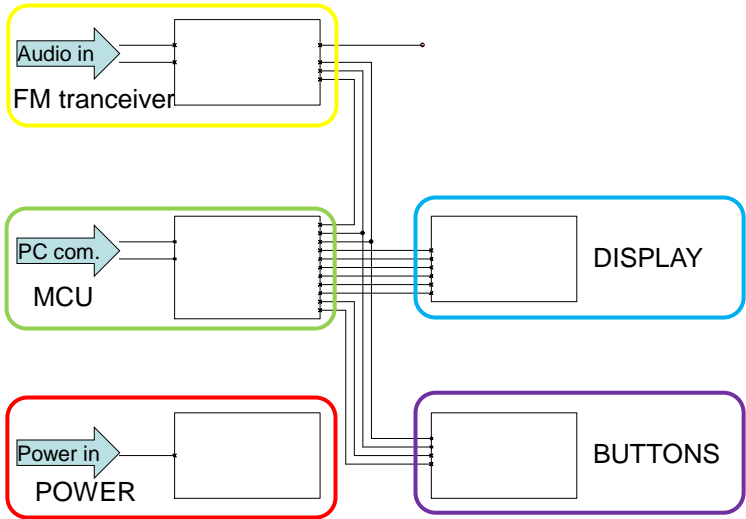 Audio in
FM tranceiver
PC com.
MCU
DISPLAY
Power in
POWER
BUTTONS